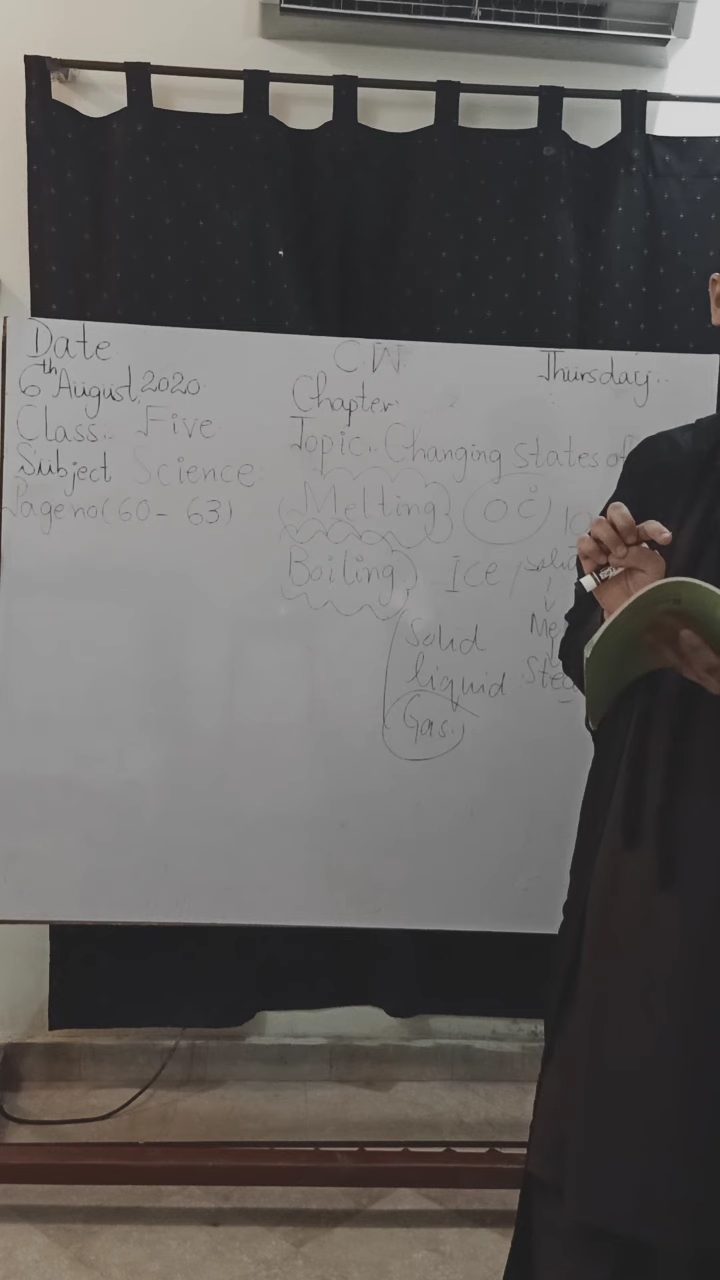 Date
6th August, 2020
Class.. Five
Subject Science
Page no (60 - 63)
C.W.
Thursday..
Chapter
Topic.. Changing States of
Melting 0°C
Boiling Ice
Solid
liquid
Gas.
Solid